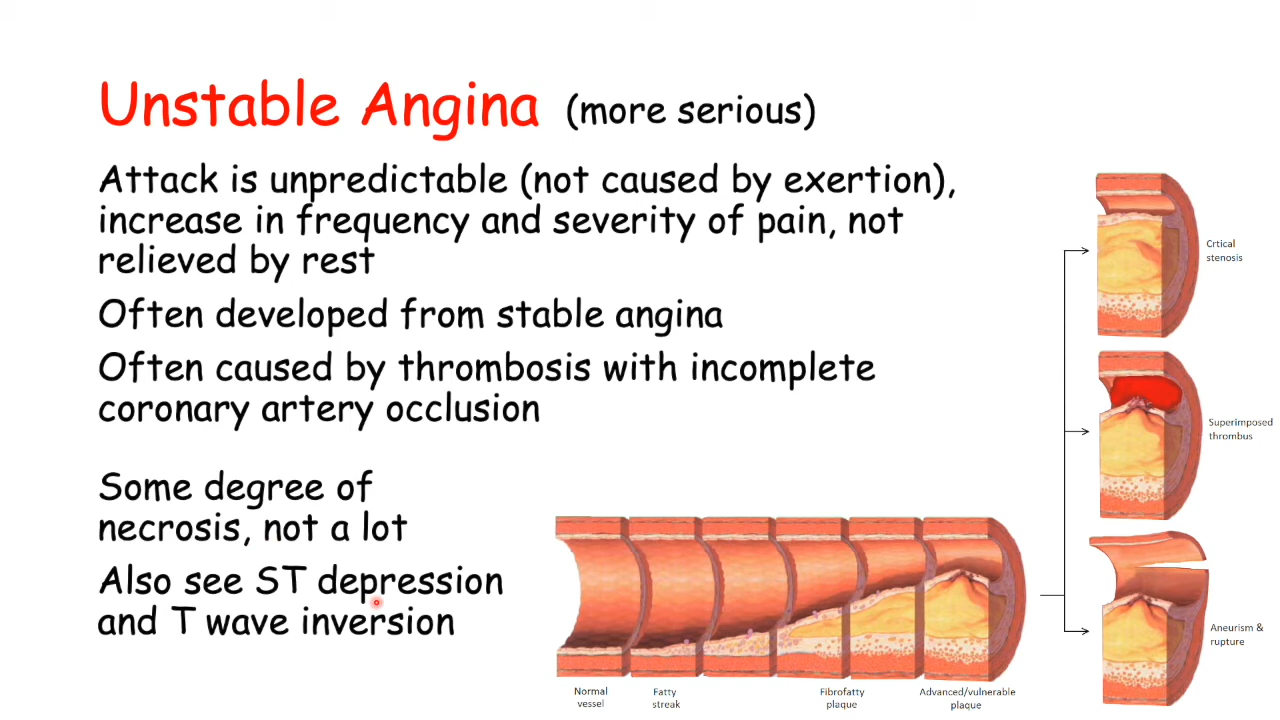 Unstable Angina (more serious)
Attack is unpredictable (not caused by exertion),
increase in frequency and severity of pain, not
relieved by rest
Often developed from stable angina
Often caused by thrombosis with incomplete
coronary artery occlusion
Some degree of
necrosis, not a lot
Also see ST depression
and T wave inversion
Normal
vessel
Fatty
streak
Fibrofatty
plaque
Advanced/vulnerable
plaque
Crtical
stenosis
Superimposed
thrombus
Aneurism &
rupture